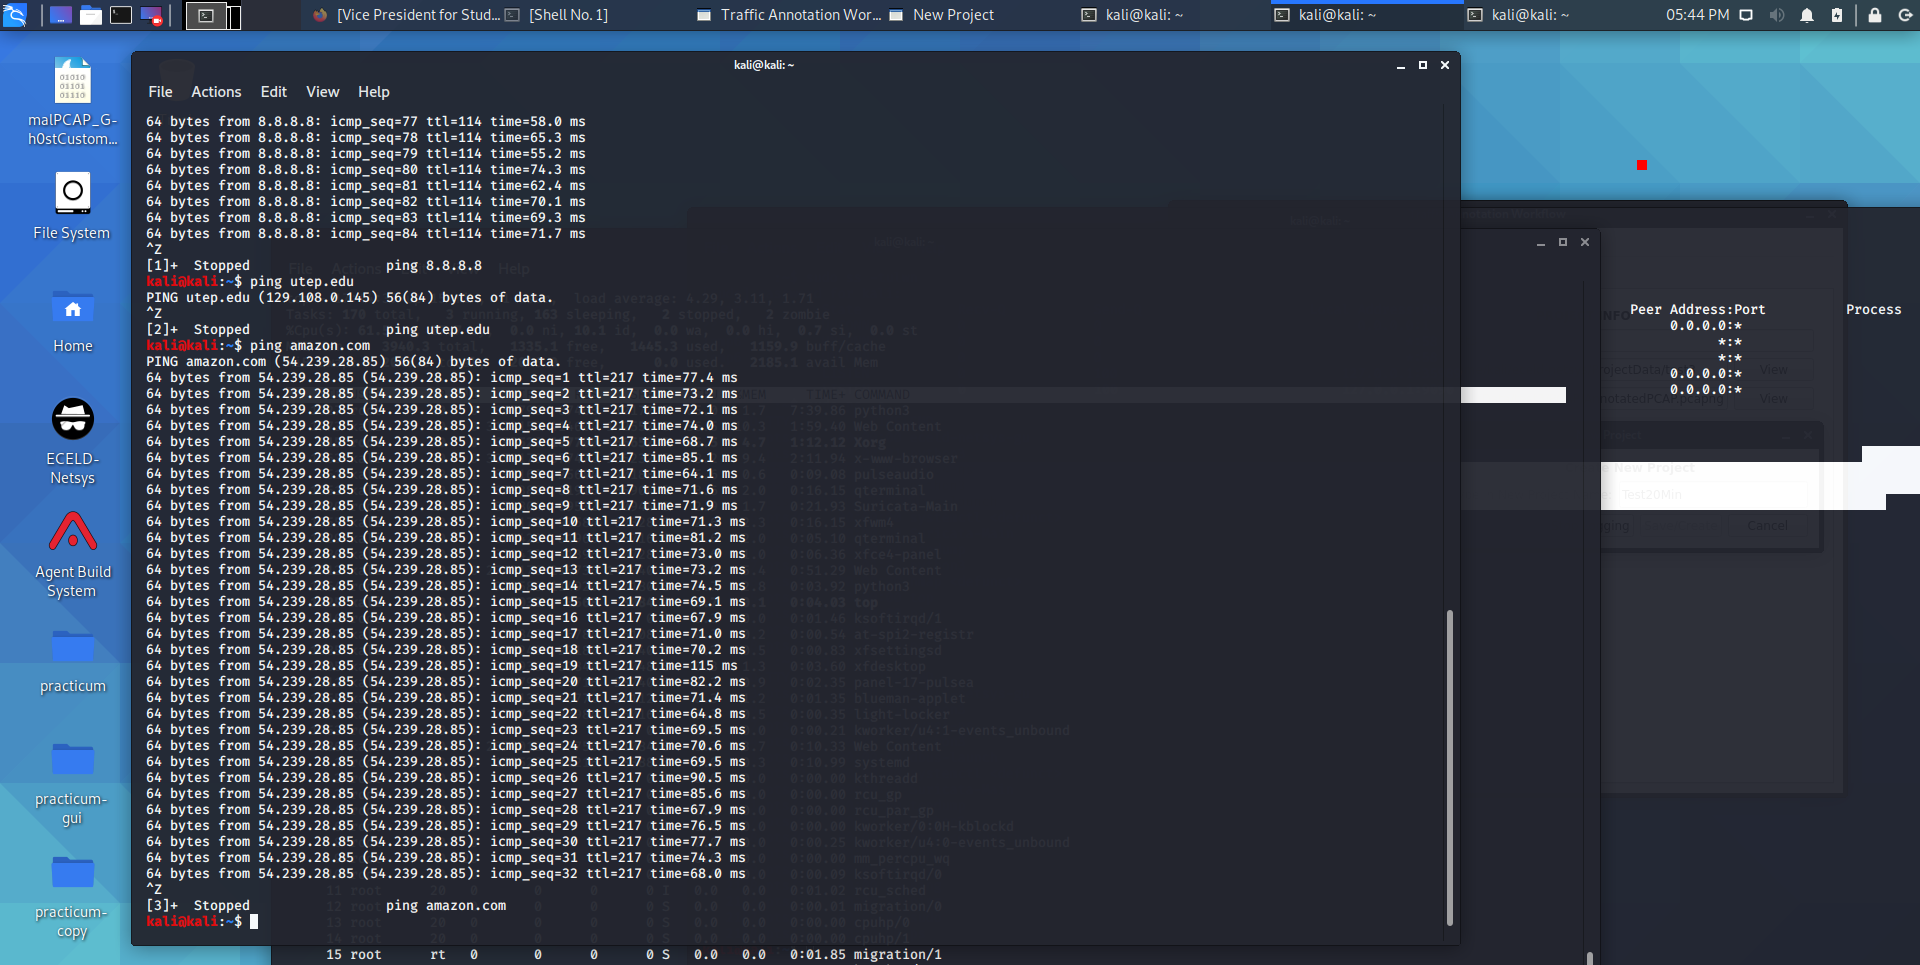 [Vice President for Stud... [Shell No. 1] Traffic Annotation Wor... New Project kali@kali: ~ kali@kali: ~ kali@kali: ~ 05:44 PM
malPCAP_G-
h0stCustom...
File System
Home
ECELD-
Netsys
Agent Build
System
practicum
practicum-
gui
practicum-
copy
kali@kali: ~
File Actions Edit View Help
64 bytes from 8.8.8.8: icmp_seq=77 ttl=114 time=58.0 ms
64 bytes from 8.8.8.8: icmp_seq=78 ttl=114 time=65.3 ms
64 bytes from 8.8.8.8: icmp_seq=79 ttl=114 time=55.2 ms
64 bytes from 8.8.8.8: icmp_seq=80 ttl=114 time=74.3 ms
64 bytes from 8.8.8.8: icmp_seq=81 ttl=114 time=62.4 ms
64 bytes from 8.8.8.8: icmp_seq=82 ttl=114 time=70.1 ms
64 bytes from 8.8.8.8: icmp_seq=83 ttl=114 time=69.3 ms
64 bytes from 8.8.8.8: icmp_seq=84 ttl=114 time=71.7 ms
^Z
[1]+  Stopped                 ping 8.8.8.8
kali@kali:~$ ping utep.edu
PING utep.edu (129.108.0.145) 56(84) bytes of data.
^Z
[2]+  Stopped                 ping utep.edu
kali@kali:~$ ping amazon.com
PING amazon.com (54.239.28.85) 56(84) bytes of data.
64 bytes from 54.239.28.85 (54.239.28.85): icmp_seq=1 ttl=217 time=77.4 ms
64 bytes from 54.239.28.85 (54.239.28.85): icmp_seq=2 ttl=217 time=73.2 ms
64 bytes from 54.239.28.85 (54.239.28.85): icmp_seq=3 ttl=217 time=72.1 ms
64 bytes from 54.239.28.85 (54.239.28.85): icmp_seq=4 ttl=217 time=74.0 ms
64 bytes from 54.239.28.85 (54.239.28.85): icmp_seq=5 ttl=217 time=68.7 ms
64 bytes from 54.239.28.85 (54.239.28.85): icmp_seq=6 ttl=217 time=85.1 ms
64 bytes from 54.239.28.85 (54.239.28.85): icmp_seq=7 ttl=217 time=64.1 ms
64 bytes from 54.239.28.85 (54.239.28.85): icmp_seq=8 ttl=217 time=71.6 ms
64 bytes from 54.239.28.85 (54.239.28.85): icmp_seq=9 ttl=217 time=71.9 ms
64 bytes from 54.239.28.85 (54.239.28.85): icmp_seq=10 ttl=217 time=71.3 ms
64 bytes from 54.239.28.85 (54.239.28.85): icmp_seq=11 ttl=217 time=81.2 ms
64 bytes from 54.239.28.85 (54.239.28.85): icmp_seq=12 ttl=217 time=73.0 ms
64 bytes from 54.239.28.85 (54.239.28.85): icmp_seq=13 ttl=217 time=73.2 ms
64 bytes from 54.239.28.85 (54.239.28.85): icmp_seq=14 ttl=217 time=74.5 ms
64 bytes from 54.239.28.85 (54.239.28.85): icmp_seq=15 ttl=217 time=69.1 ms
64 bytes from 54.239.28.85 (54.239.28.85): icmp_seq=16 ttl=217 time=67.9 ms
64 bytes from 54.239.28.85 (54.239.28.85): icmp_seq=17 ttl=217 time=71.0 ms
64 bytes from 54.239.28.85 (54.239.28.85): icmp_seq=18 ttl=217 time=70.2 ms
64 bytes from 54.239.28.85 (54.239.28.85): icmp_seq=19 ttl=217 time=115 ms
64 bytes from 54.239.28.85 (54.239.28.85): icmp_seq=20 ttl=217 time=82.2 ms
64 bytes from 54.239.28.85 (54.239.28.85): icmp_seq=21 ttl=217 time=71.4 ms
64 bytes from 54.239.28.85 (54.239.28.85): icmp_seq=22 ttl=217 time=64.8 ms
64 bytes from 54.239.28.85 (54.239.28.85): icmp_seq=23 ttl=217 time=69.5 ms
64 bytes from 54.239.28.85 (54.239.28.85): icmp_seq=24 ttl=217 time=70.6 ms
64 bytes from 54.239.28.85 (54.239.28.85): icmp_seq=25 ttl=217 time=69.5 ms
64 bytes from 54.239.28.85 (54.239.28.85): icmp_seq=26 ttl=217 time=90.5 ms
64 bytes from 54.239.28.85 (54.239.28.85): icmp_seq=27 ttl=217 time=85.6 ms
64 bytes from 54.239.28.85 (54.239.28.85): icmp_seq=28 ttl=217 time=67.9 ms
64 bytes from 54.239.28.85 (54.239.28.85): icmp_seq=29 ttl=217 time=76.5 ms
64 bytes from 54.239.28.85 (54.239.28.85): icmp_seq=30 ttl=217 time=77.7 ms
64 bytes from 54.239.28.85 (54.239.28.85): icmp_seq=31 ttl=217 time=74.3 ms
64 bytes from 54.239.28.85 (54.239.28.85): icmp_seq=32 ttl=217 time=68.0 ms
^Z
[3]+  Stopped                 ping amazon.com
kali@kali:~$
15 root rt 0 0 0 0 S 0.0 0.0 0:01.85 migration/1
Peer Address:Port Process
0.0.0.0:*
*:*
*:*
0.0.0.0:*
0.0.0.0:*
View
View
New Project
Test20Min
Cancel